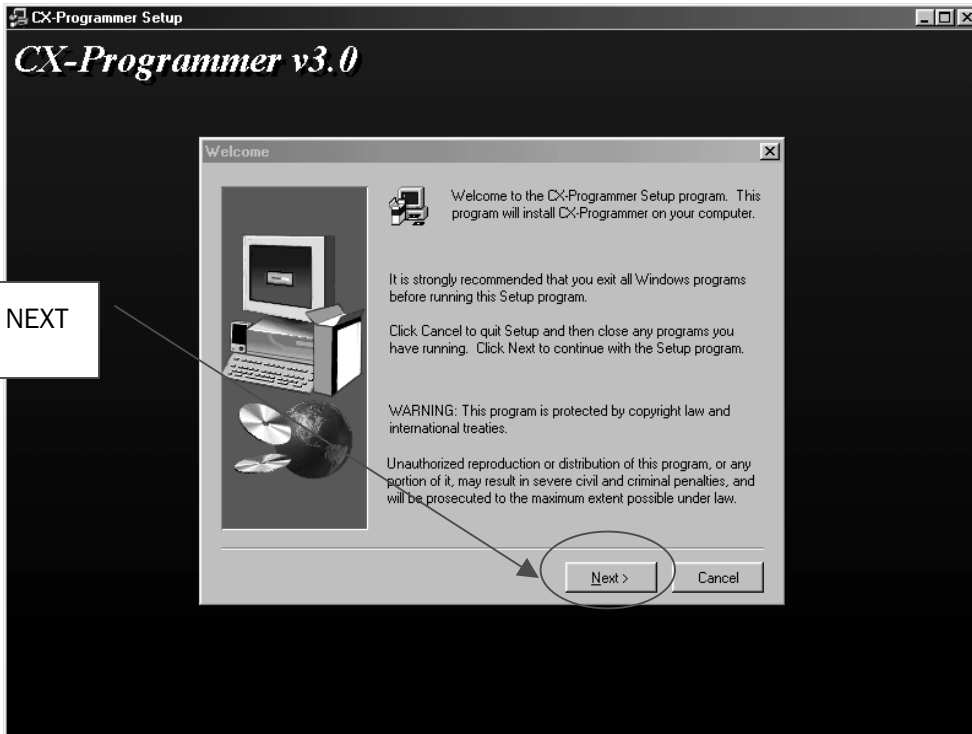 CX-Programmer Setup
CX-Programmer v3.0
Welcome
Welcome to the CX-Programmer Setup program. This
program will install CX-Programmer on your computer.
It is strongly recommended that you exit all Windows programs
before running this Setup program.
Click Cancel to quit Setup and then close any programs you
have running. Click Next to continue with the Setup program.
WARNING: This program is protected by copyright law and
international treaties.
Unauthorized reproduction or distribution of this program, or any
portion of it, may result in severe civil and criminal penalties, and
will be prosecuted to the maximum extent possible under law.
NEXT
Next >
Cancel